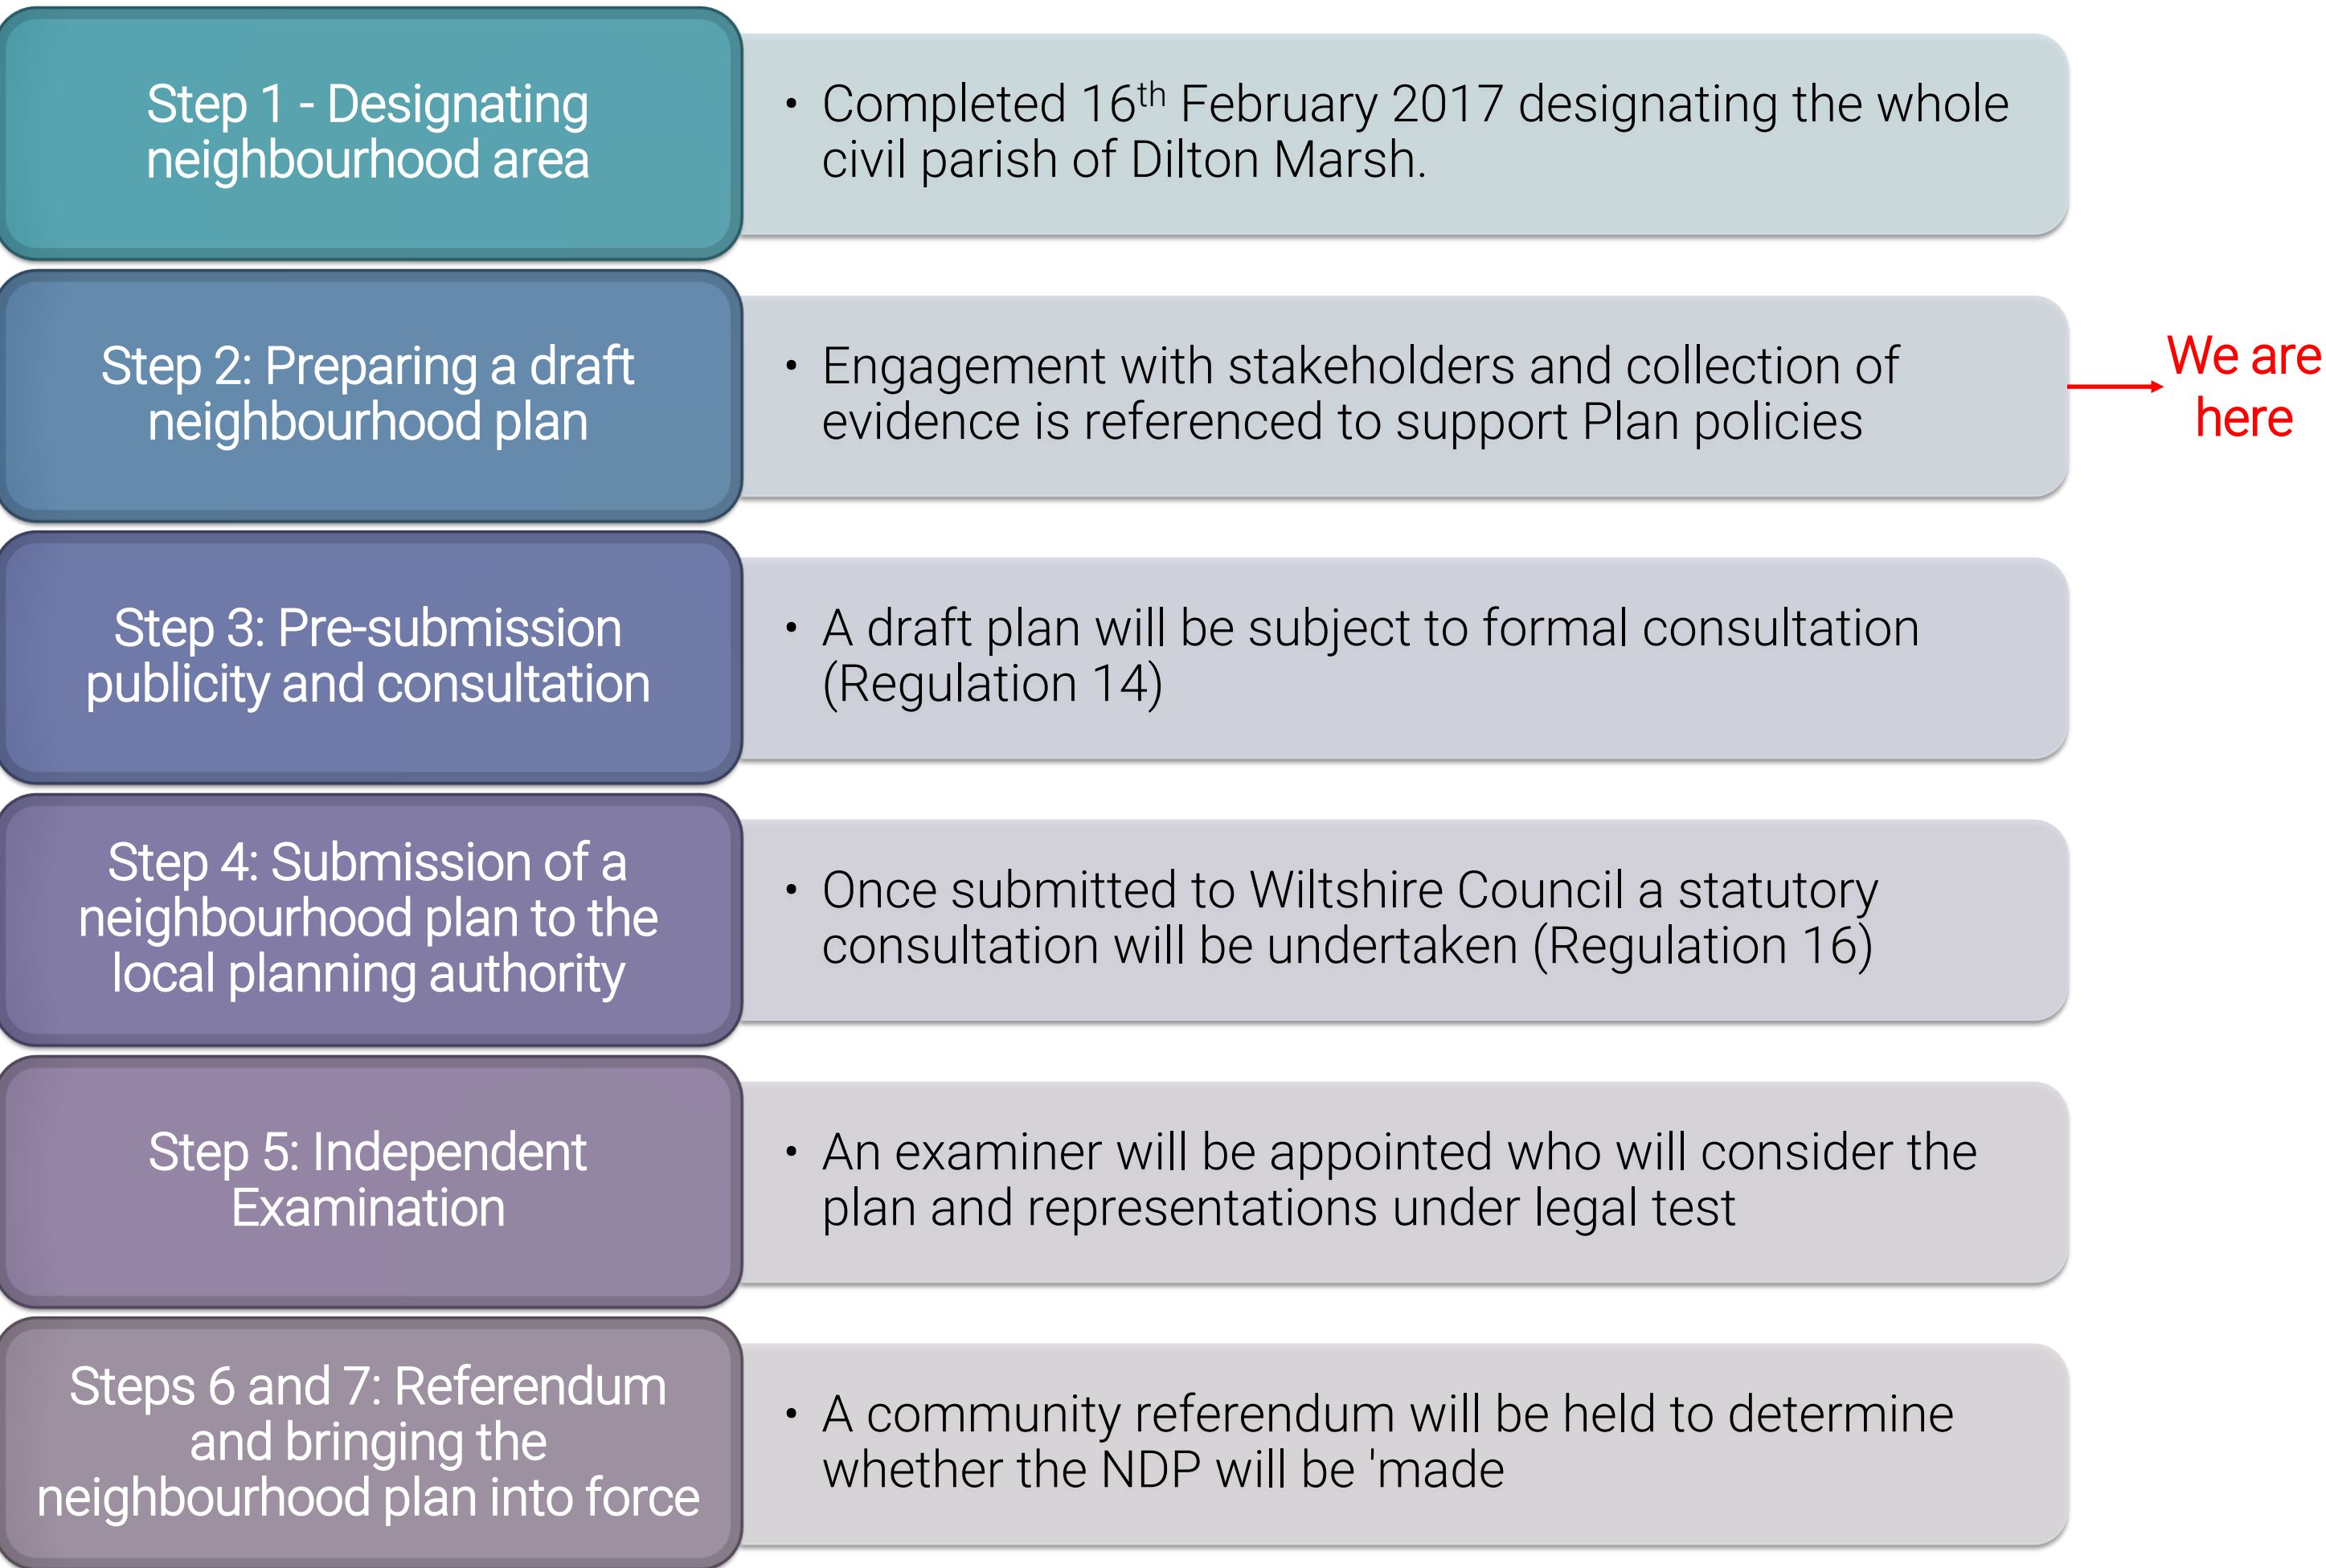 Step 1 - Designating
neighbourhood area
• Completed 16th February 2017 designating the whole
civil parish of Dilton Marsh.
Step 2: Preparing a draft
neighbourhood plan
• Engagement with stakeholders and collection of
evidence is referenced to support Plan policies
We are
here
Step 3: Pre-submission
publicity and consultation
• A draft plan will be subject to formal consultation
(Regulation 14)
Step 4: Submission of a
neighbourhood plan to the
local planning authority
• Once submitted to Wiltshire Council a statutory
consultation will be undertaken (Regulation 16)
Step 5: Independent
Examination
• An examiner will be appointed who will consider the
plan and representations under legal test
Steps 6 and 7: Referendum
and bringing the
neighbourhood plan into force
• A community referendum will be held to determine
whether the NDP will be 'made